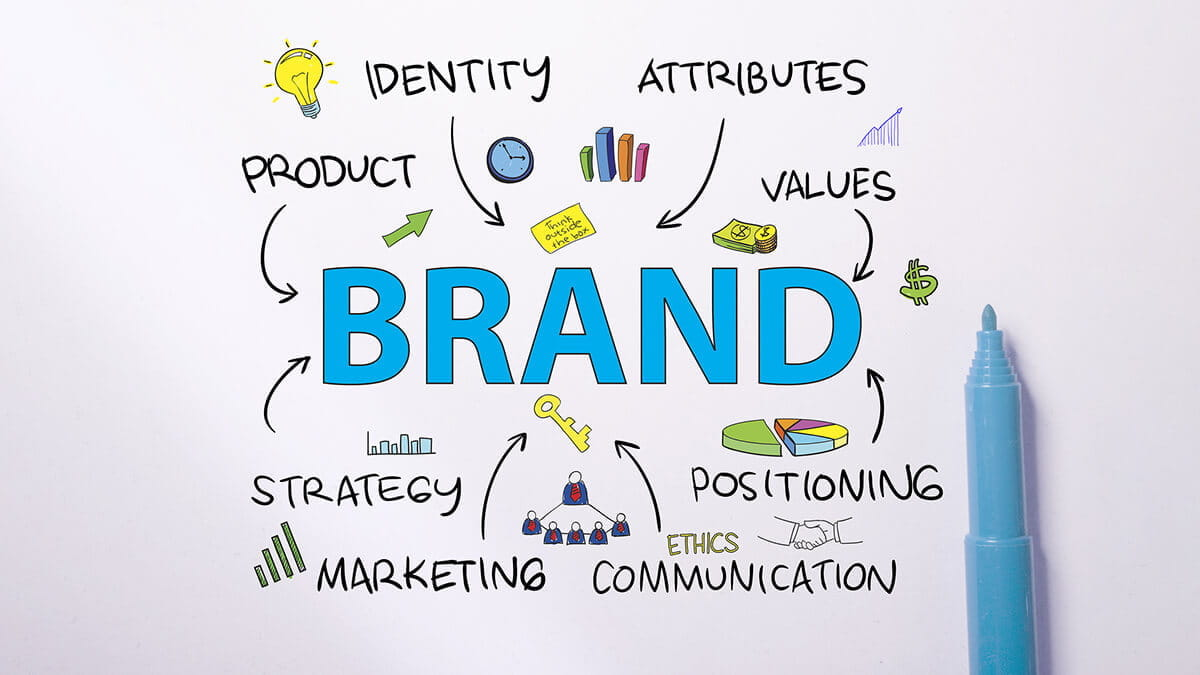 IDENTITY
ATTRIBUTES
PRODUCT
VALUES
Think
outside
the box
BRAND
STRATEGY
POSITIONING
ETHICS
MARKETING
COMMUNICATION